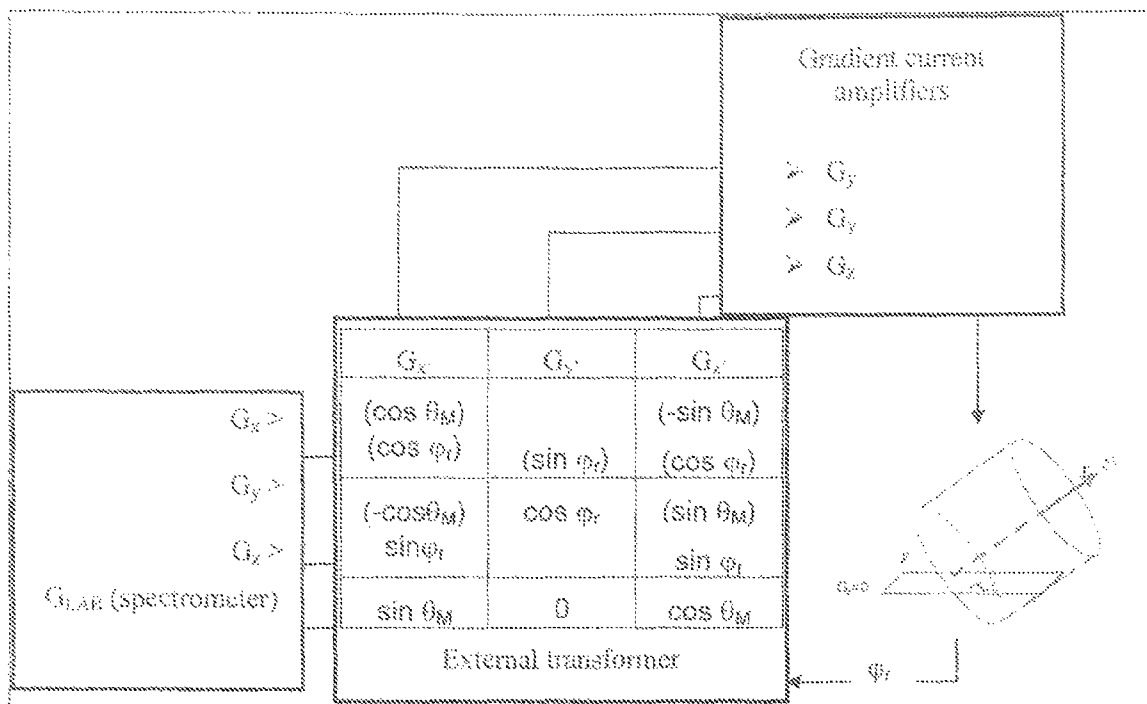 Gradient current
amplifiers
➢ Gy
➢ Gy
➢ Gz
Gx' Gy' Gz'
(cos θM) (-sin θM)
(cos φr) (sin φr) (cos φr)
(-cosθM) cos φr (sin θM)
sinφr sin φr
sin θM 0 cos θM
External transformer
Gx >
Gy >
Gz >
GLAB (spectrometer)
φr